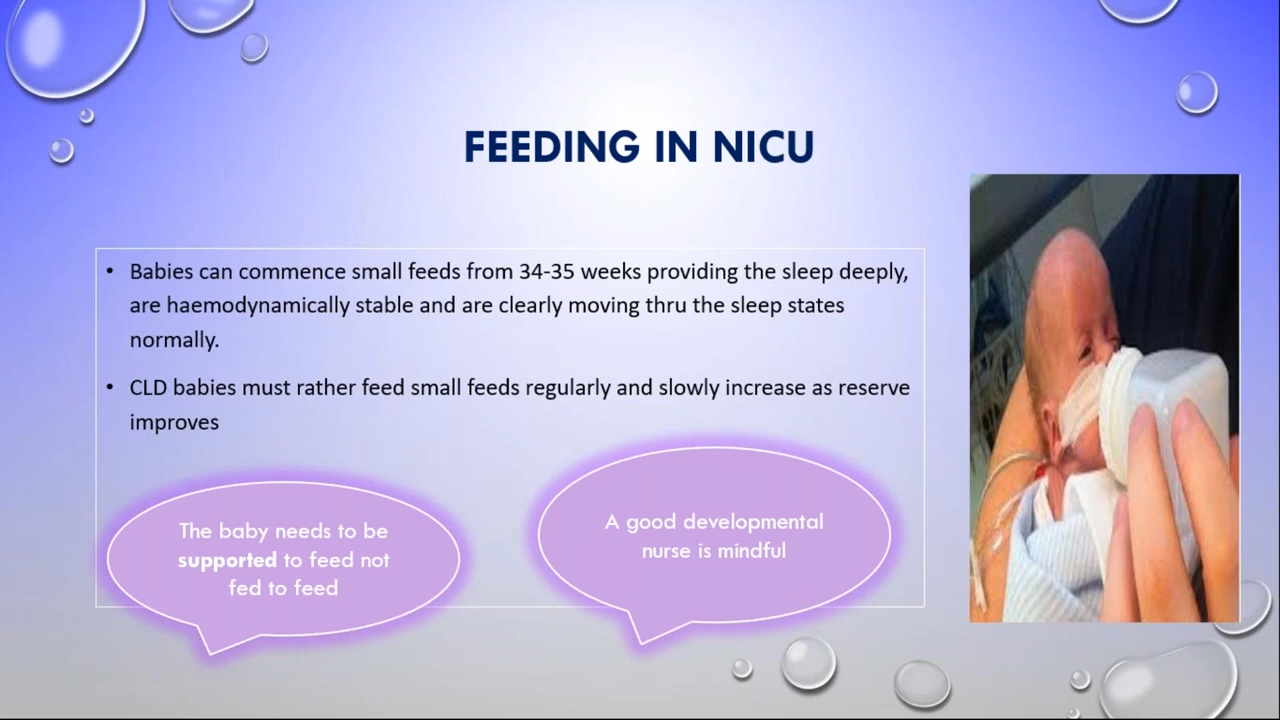 FEEDING IN NICU
• Babies can commence small feeds from 34-35 weeks providing the sleep deeply,
are haemodynamically stable and are clearly moving thru the sleep states
normally.
• CLD babies must rather feed small feeds regularly and slowly increase as reserve
improves
The baby needs to be
supported to feed not
fed to feed
A good developmental
nurse is mindful